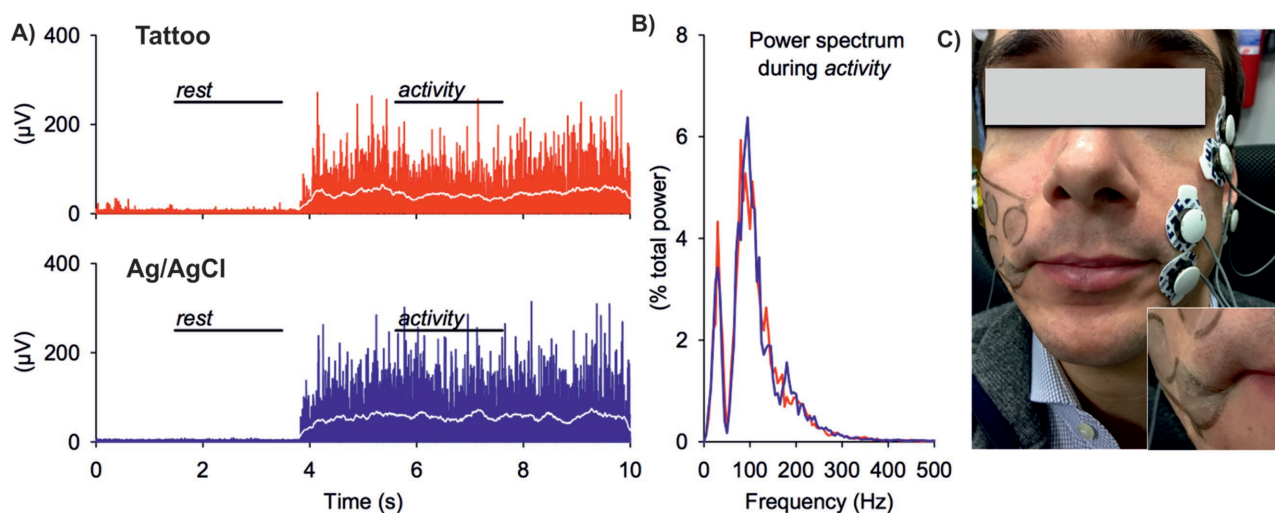 A)
Tattoo
400
200
0
(µV)
rest
activity
Ag/AgCl
400
200
0
(µV)
rest
activity
0 2 4 6 8 10
Time (s)
B)
Power spectrum
during activity
8
6
4
2
0
(% total power)
0 100 200 300 400 500
Frequency (Hz)
C)